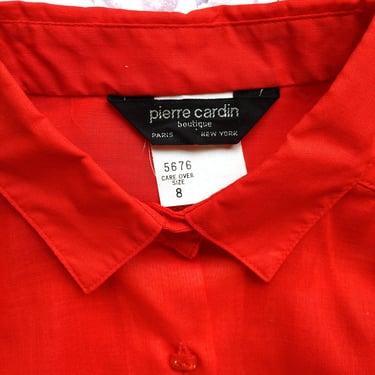 pierre cardin
boutique
PARIS NEW YORK
5676
CARE OVER
SIZE
8